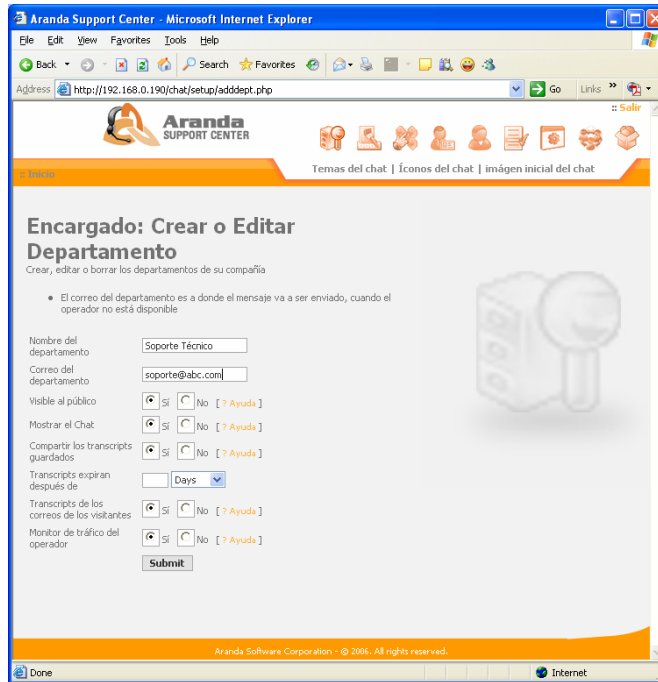 Aranda Support Center - Microsoft Internet Explorer
File Edit View Favorites Tools Help
Back Search Favorites
Address http://192.168.0.190/chat/setup/adddept.php Go Links »
:: Salir
Aranda
SUPPORT CENTER
Temas del chat | Íconos del chat | imágen inicial del chat
:: Inicio
Encargado: Crear o Editar
Departamento
Crear, editar o borrar los departamentos de su compañía
• El correo del departamento es a donde el mensaje va a ser enviado, cuando el
operador no está disponible
Nombre del
departamento
Soporte Técnico
Correo del
departamento
soporte@abc.com
Visible al público Sí No [ ? Ayuda ]
Mostrar el Chat Sí No [ ? Ayuda ]
Compartir los transcripts
guardados
Sí No [ ? Ayuda ]
Transcripts expiran
después de
Days
Transcripts de los
correos de los visitantes
Sí No [ ? Ayuda ]
Monitor de tráfico del
operador
Sí No [ ? Ayuda ]
Submit
Aranda Software Corporation - © 2006. All rights reserved.
Done Internet